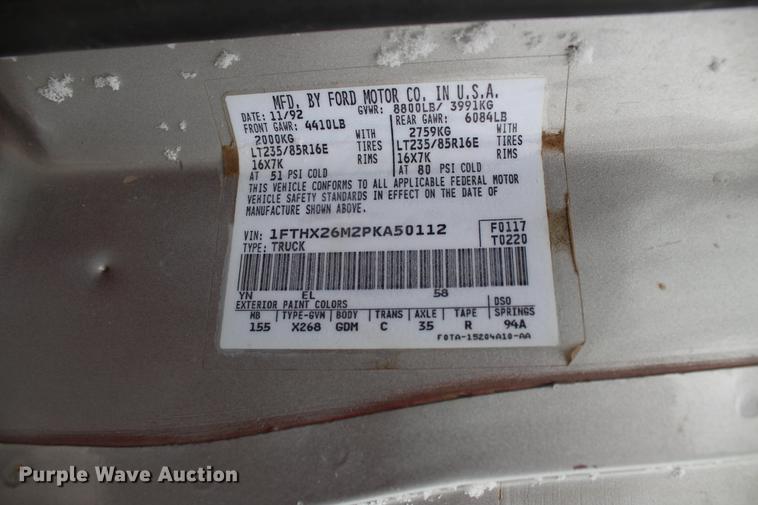 MFD. BY FORD MOTOR CO. IN U.S.A.
DATE: 11/92 GVWR: 8800LB/ 3991KG
FRONT GAWR: 4410LB REAR GAWR: 6084LB
2000KG WITH 2759KG WITH
LT235/85R16E TIRES LT235/85R16E TIRES
16X7K RIMS 16X7K RIMS
AT 51 PSI COLD AT 80 PSI COLD
THIS VEHICLE CONFORMS TO ALL APPLICABLE FEDERAL MOTOR
VEHICLE SAFETY STANDARDS IN EFFECT ON THE DATE OF
MANUFACTURE SHOWN ABOVE.
VIN: 1FTHX26M2PKA50112 F0117
TYPE: TRUCK T0220
YN EL 58
EXTERIOR PAINT COLORS DSO
WB TYPE-GVM BODY TRANS AXLE TAPE SPRINGS
155 X268 GDM C 35 R 94A
F0TA-15204A10-AA
Purple Wave Auction